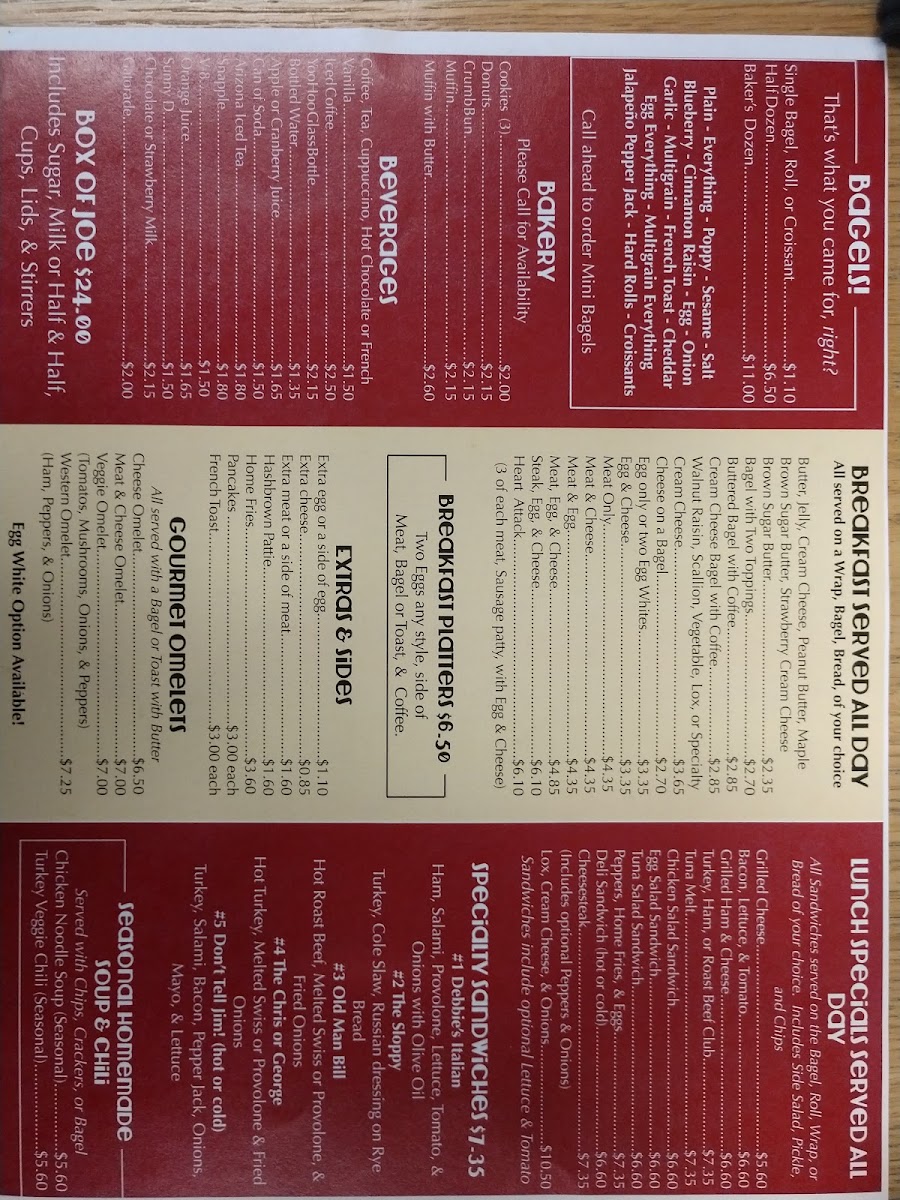 BAGELS!
That's what you came for, right?
Single Bagel, Roll, or Croissant..............$1.10
Half Dozen..............$6.50
Baker's Dozen..............$11.00
Plain - Everything - Poppy - Sesame - Salt
Blueberry - Cinnamon Raisin - Egg - Onion
Garlic - Multigrain - French Toast - Cheddar
Egg Everything - Multigrain Everything
Jalapeño Pepper Jack - Hard Rolls - Croissants
Call ahead to order Mini Bagels
BAKERY
Please Call for Availability
Cookies (3)..............$2.00
Donuts..............$2.15
CrumbBun..............$2.15
Muffin..............$2.15
Muffin with Butter..............$2.60
BEVERAGES
Coffee, Tea, Cuppuccino, Hot Chocolate or French
Vanilla..............$1.50
Iced Coffee..............$2.50
YooHooGlassBottle..............$2.15
Bottled Water..............$1.35
Apple or Cranberry Juice..............$1.65
Can of Soda..............$1.50
Arizona Iced Tea..............$1.80
Snapple..............$1.80
V8..............$1.50
Orange Juice..............$1.65
Sunny D..............$1.50
Chocolate or Strawberry Milk..............$2.15
$2.00
BOX OF JOE $24.00
Includes Sugar, Milk or Half & Half,
Cups, Lids, & Stirrers
BREAKFAST SERVED ALL DAY
All served on a Wrap, Bagel, Bread, of your choice
Butter, Jelly, Cream Cheese, Peanut Butter, Maple
Brown Sugar Butter, Strawberry Cream Cheese
Brown Sugar Butter..............$2.35
Bagel with Two Toppings..............$2.70
Buttered Bagel with Coffee..............$2.85
Cream Cheese Bagel with Coffee..............$2.85
Walnut Raisin, Scallion, Vegetable, Lox, or Specialty
Cream Cheese..............$3.65
Cheese on a Bagel..............$2.70
Egg only or two Egg Whites..............$3.35
Egg & Cheese..............$3.35
Meat Only..............$4.35
Meat & Cheese..............$4.35
Meat & Egg..............$4.35
Meat, Egg, & Cheese..............$4.85
Steak, Egg, & Cheese..............$6.10
Heart Attack..............$6.10
(3 of each meat, Sausage patty, with Egg & Cheese)
BREAKFAST PLATTERS $6.50
Two Eggs any style, side of
Meat, Bagel or Toast, & Coffee.
EXTRAS & SIDES
Extra egg or a side of egg..............$1.10
Extra cheese..............$0.85
Extra meat or a side of meat..............$1.60
Hashbrown Pattie..............$1.60
Home Fries..............$3.60
Pancakes..............$3.00 each
French Toast..............$3.00 each
GOURMET OMELETS
All served with a Bagel or Toast with Butter
Cheese Omelet..............$6.50
Meat & Cheese Omelet..............$7.00
Veggie Omelet..............$7.00
(Tomatos, Mushrooms, Onions, & Peppers)
Western Omelet..............$7.25
(Ham, Peppers, & Onions)
Egg White Option Available!
LUNCH SPECIALS SERVED ALL
DAY
All Sandwiches served on the Bagel, Roll, Wrap, or
Bread of your choice. Includes Side Salad, Pickle,
and Chips
Grilled Cheese..............$5.60
Bacon, Lettuce, & Tomato..............$6.60
Grilled Ham & Cheese..............$6.60
Turkey, Ham, or Roast Beef Club..............$7.35
Tuna Melt..............$7.35
Chicken Salad Sandwich..............$6.60
Egg Salad Sandwich..............$6.60
Tuna Salad Sandwich..............$6.60
Peppers, Home Fries, & Eggs..............$7.35
Deli Sandwich (hot or cold)..............$6.60
Cheesesteak..............$7.35
(Includes optional Peppers & Onions)
Lox, Cream Cheese, & Onions..............$10.50
Sandwiches include optional Lettuce & Tomato
SPECIALTY SANDWICHES $7.35
#1 Debbie's Italian
Ham, Salami, Provolone, Lettuce, Tomato, &
Onions with Olive Oil
#2 The Sloppy
Turkey, Cole Slaw, Russian dressing on Rye
Bread
#3 Old Man Bill
Hot Roast Beef, Melted Swiss or Provolone &
Fried Onions
#4 The Chris or George
Hot Turkey, Melted Swiss or Provolone & Fried
Onions
#5 Don't Tell Jim! (hot or cold)
Turkey, Salami, Bacon, Pepper Jack, Onions,
Mayo, & Lettuce
SEASONAL HOMEMADE
SOUP & CHILI
Served with Chips, Crackers, or Bagel
Chicken Noodle Soup (Seasonal)..............$5.60
Turkey Veggie Chili (Seasonal)..............$5.60